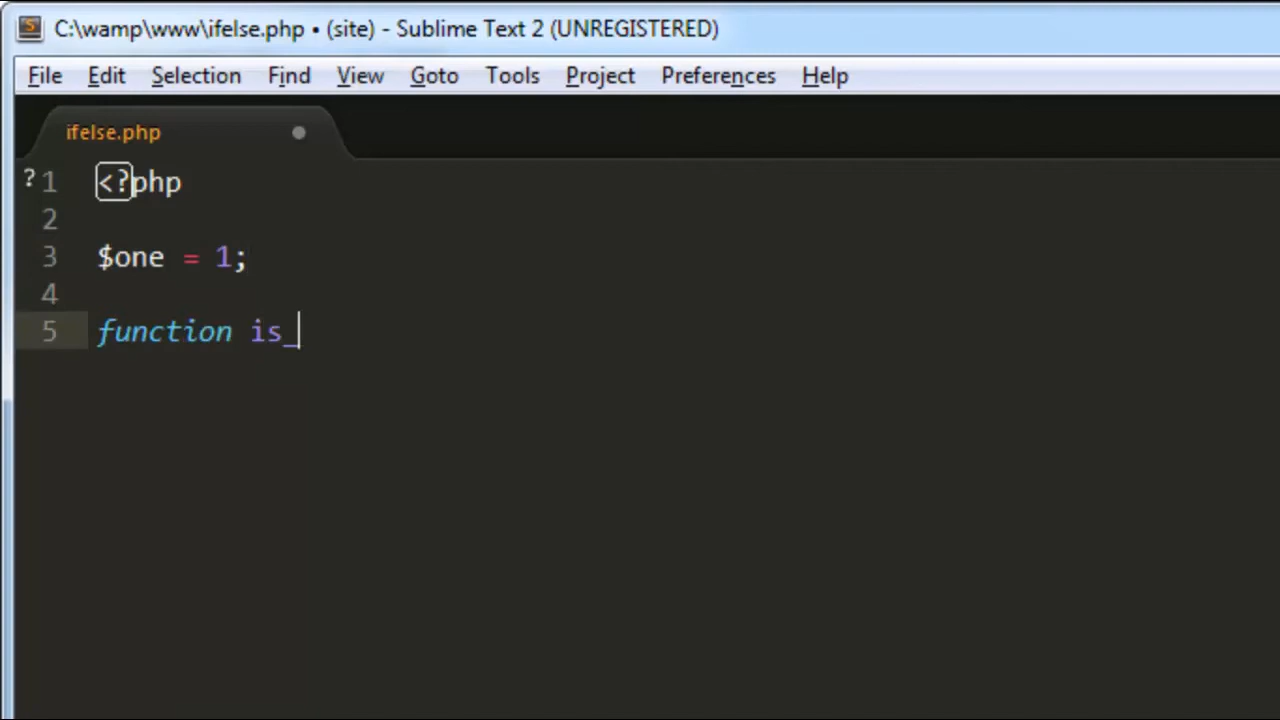 C:\wamp\www\ifelse.php • (site) - Sublime Text 2 (UNREGISTERED)
File Edit Selection Find View Goto Tools Project Preferences Help
ifelse.php
? 1 <?php
2
3 $one = 1;
4
5 function is_